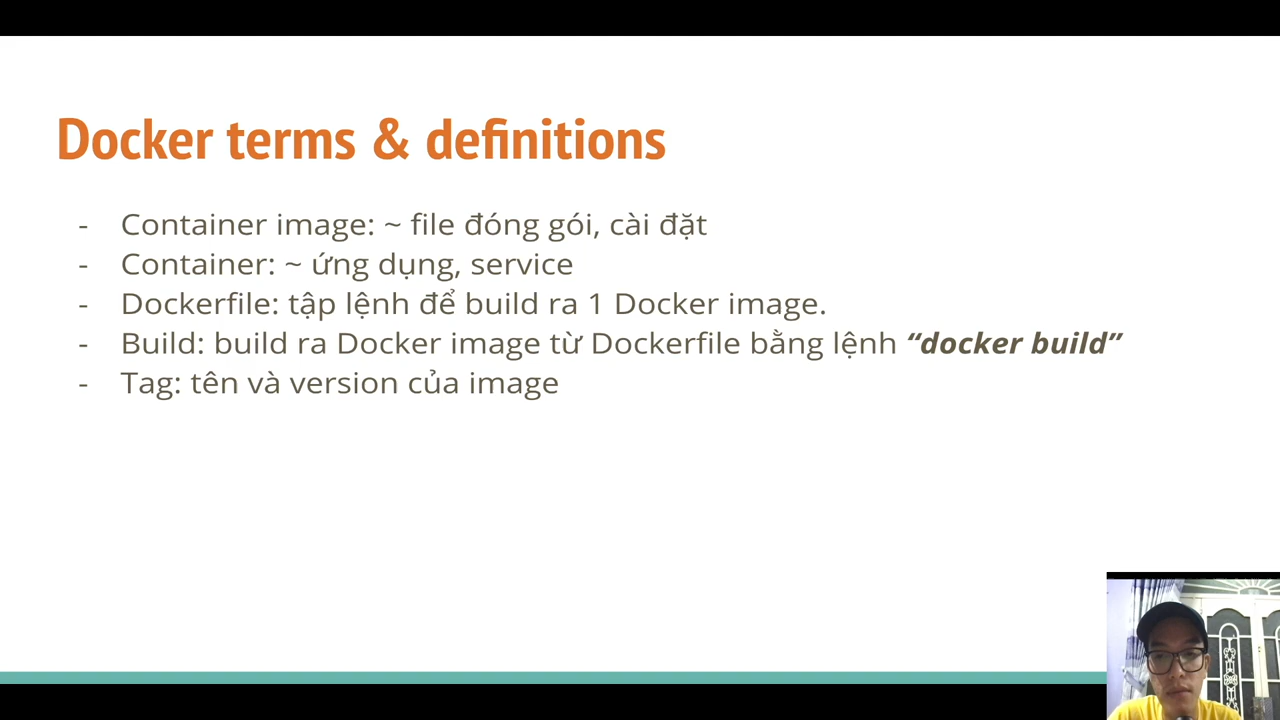 Docker terms & definitions
- Container image: ~ file đóng gói, cài đặt
- Container: ~ ứng dụng, service
- Dockerfile: tập lệnh để build ra 1 Docker image.
- Build: build ra Docker image từ Dockerfile bằng lệnh “docker build”
- Tag: tên và version của image